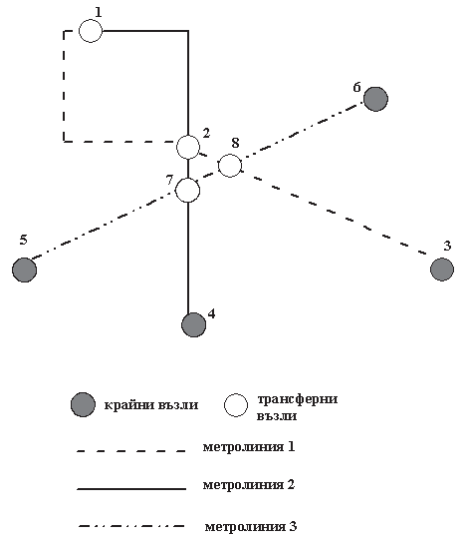 1
6
2
8
7
5
3
4
крайни възли
трансферни
възли
метролиния 1
метролиния 2
метролиния 3